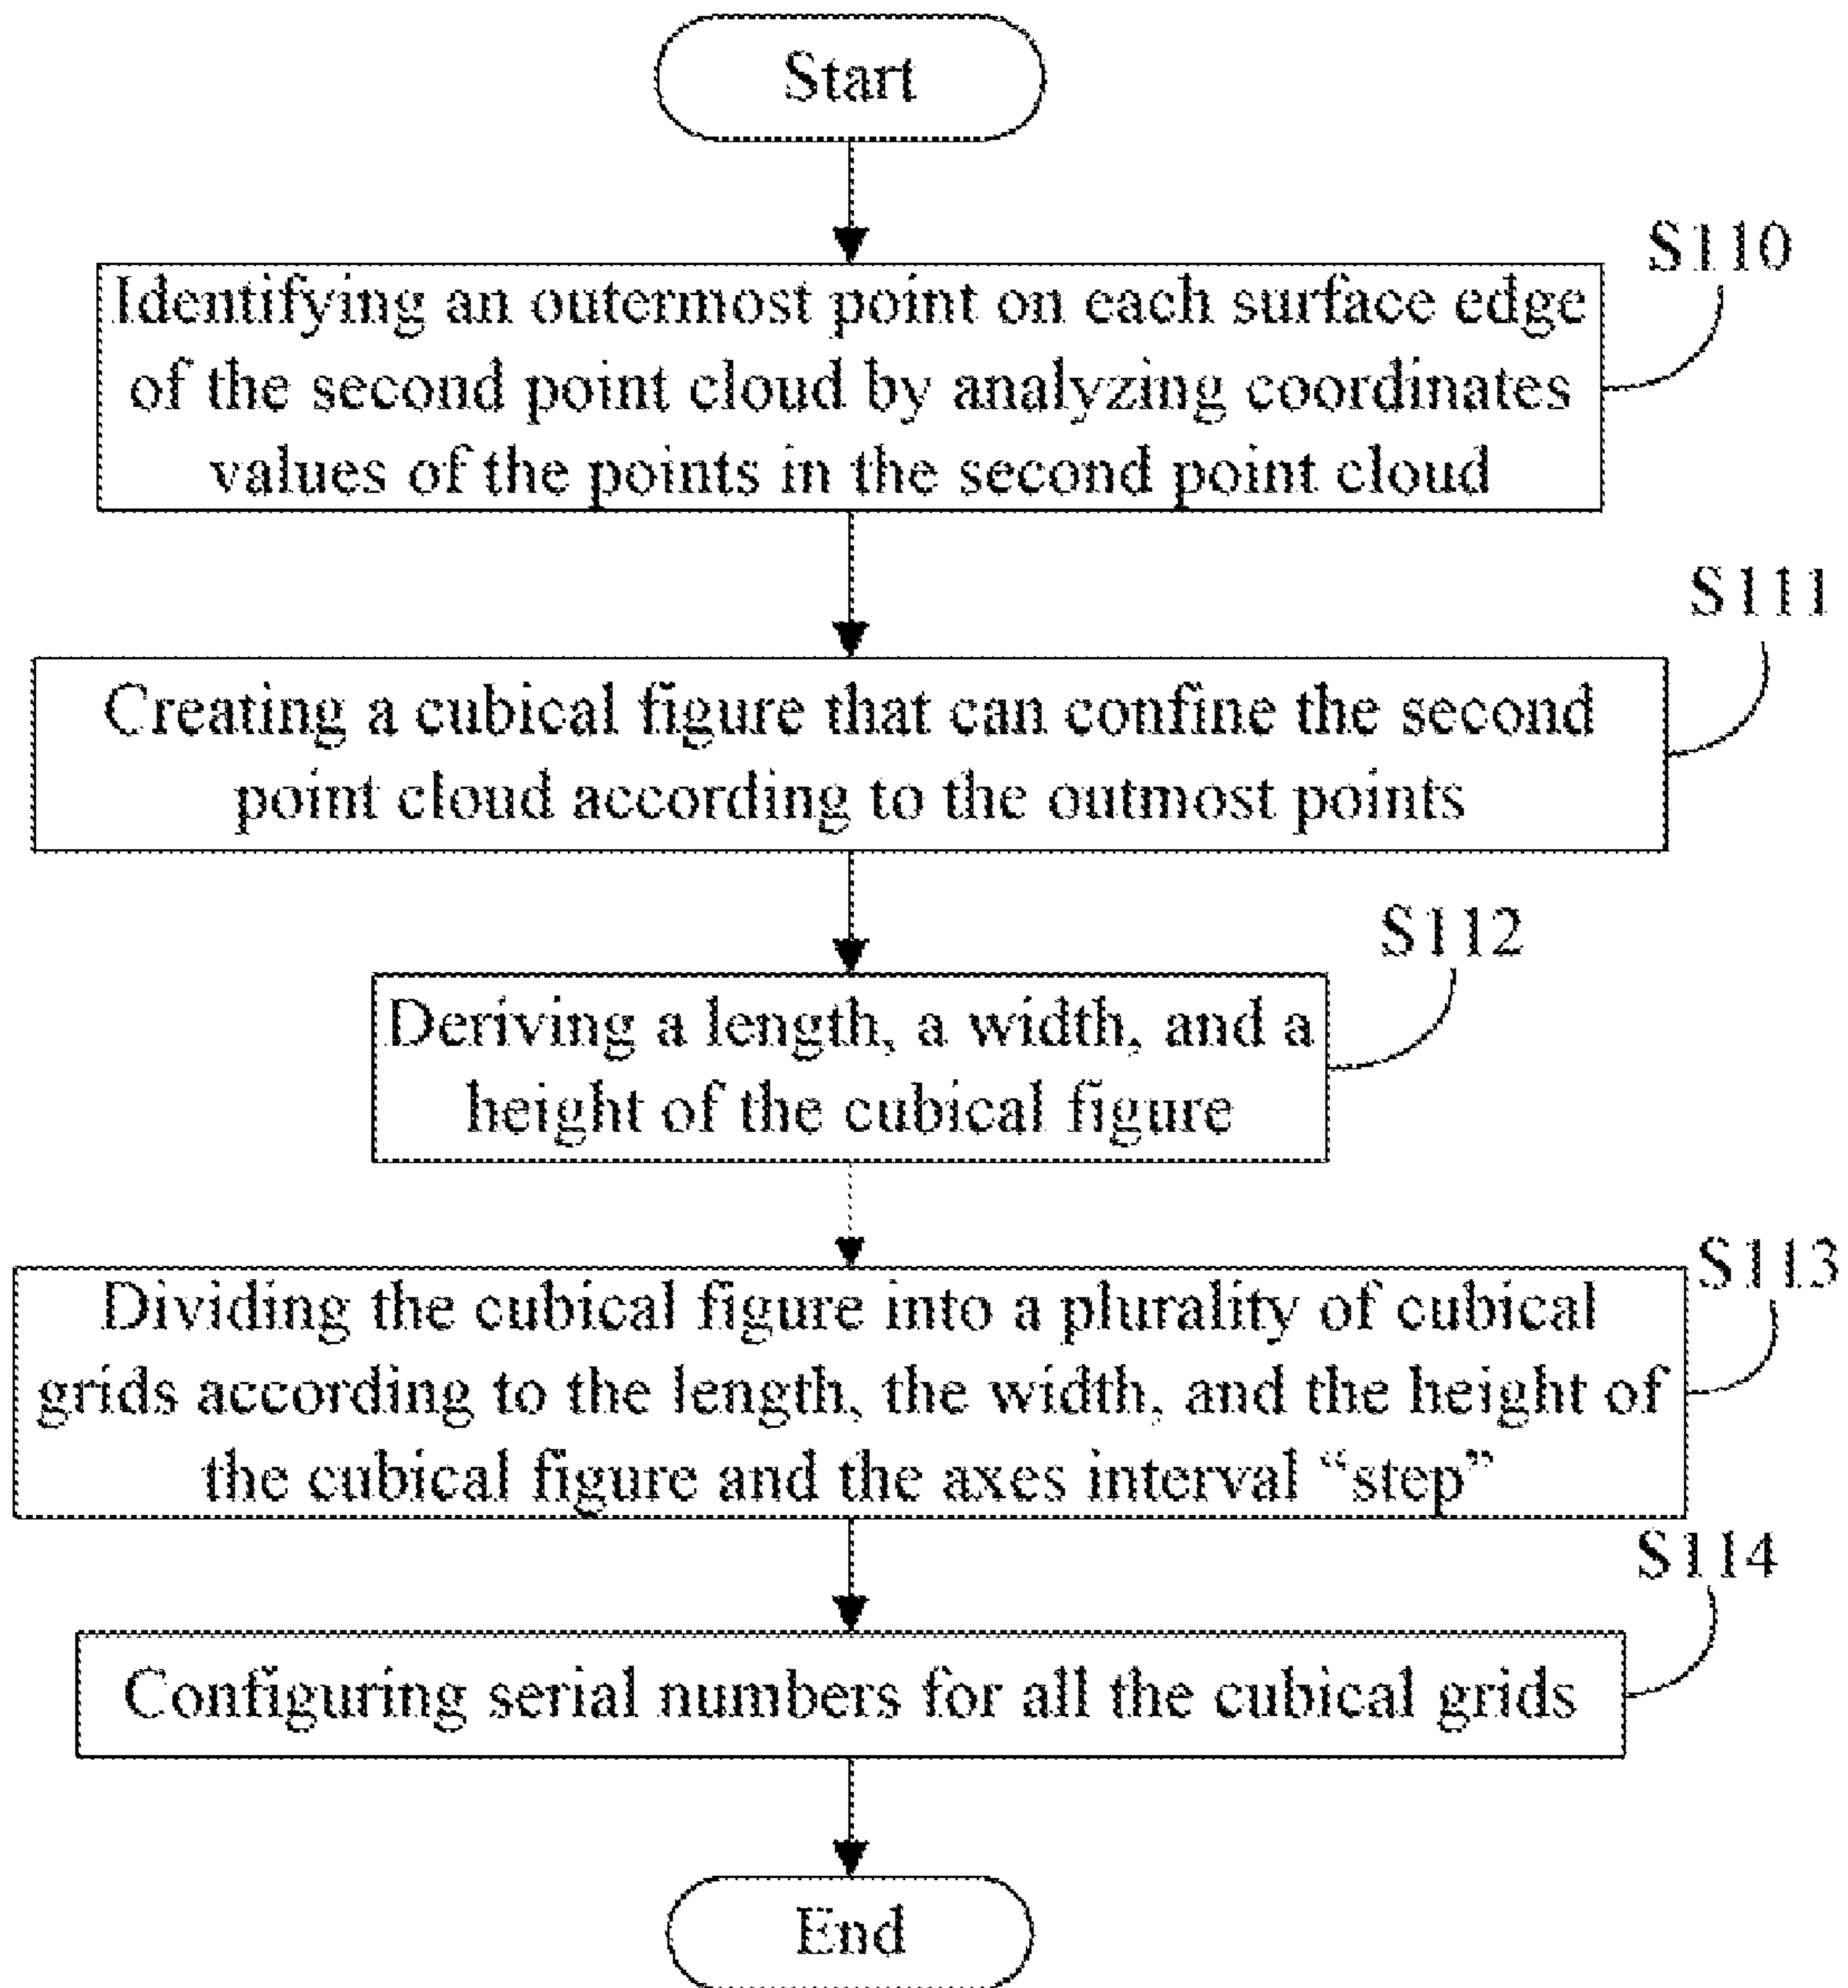 Start
S110
Identifying an outermost point on each surface edge
of the second point cloud by analyzing coordinates
values of the points in the second point cloud
S111
Creating a cubical figure that can confine the second
point cloud according to the outmost points
S112
Deriving a length, a width, and a
height of the cubical figure
S113
Dividing the cubical figure into a plurality of cubical
grids according to the length, the width, and the height of
the cubical figure and the axes interval “step”
S114
Configuring serial numbers for all the cubical grids
End